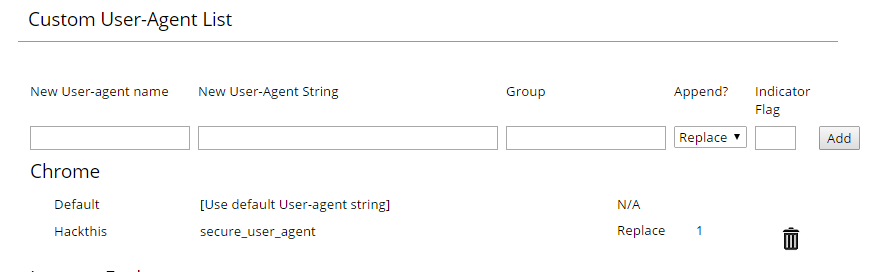 Custom User-Agent List
New User-agent name New User-Agent String Group Append? Indicator Flag
Replace Add
Chrome
Default [Use default User-agent string] N/A
Hackthis secure_user_agent Replace 1